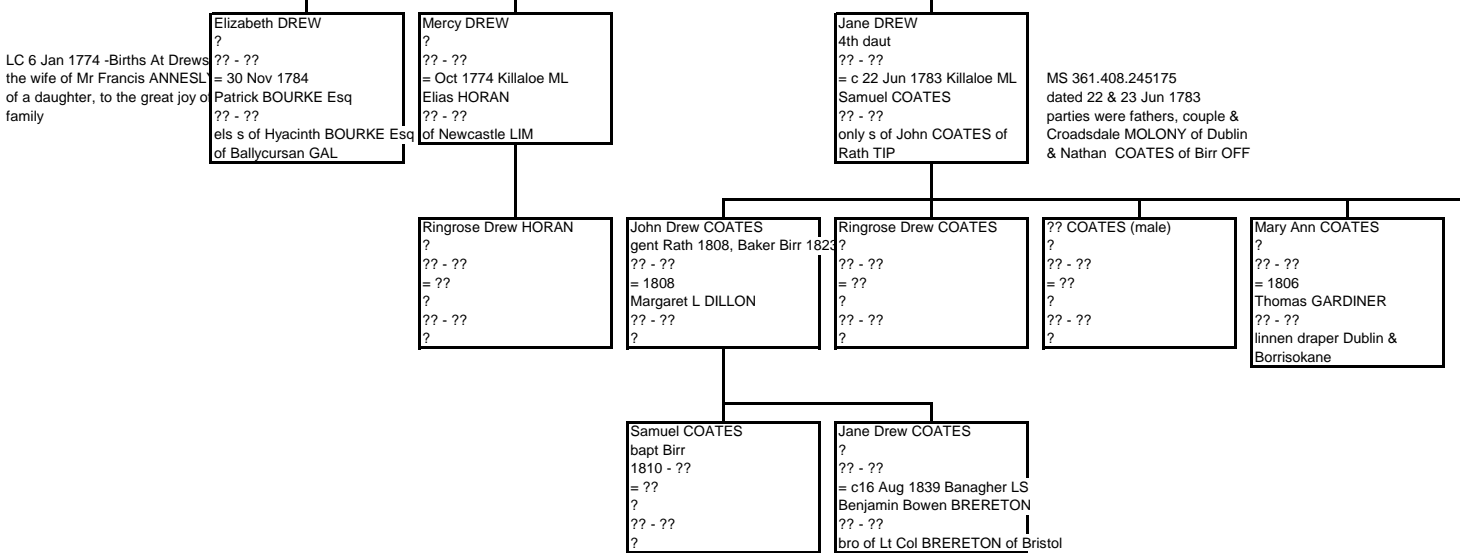 LC 6 Jan 1774 -Births At Drews
the wife of Mr Francis ANNESLY
of a daughter, to the great joy of
family
Elizabeth DREW
?
?? - ??
= 30 Nov 1784
Patrick BOURKE Esq
?? - ??
els s of Hyacinth BOURKE Esq
of Ballycursan GAL
Mercy DREW
?
?? - ??
= Oct 1774 Killaloe ML
Elias HORAN
?? - ??
of Newcastle LIM
Jane DREW
4th daut
?? - ??
= c 22 Jun 1783 Killaloe ML
Samuel COATES
?? - ??
only s of John COATES of
Rath TIP
MS 361.408.245175
dated 22 & 23 Jun 1783
parties were fathers, couple &
Croadsdale MOLONY of Dublin
& Nathan  COATES of Birr OFF
Ringrose Drew HORAN
?
?? - ??
= ??
?
?? - ??
?
John Drew COATES
gent Rath 1808, Baker Birr 1823
?? - ??
= 1808
Margaret L DILLON
?? - ??
?
Ringrose Drew COATES
?
?? - ??
= ??
?
?? - ??
?
?? COATES (male)
?
?? - ??
= ??
?
?? - ??
?
Mary Ann COATES
?
?? - ??
= 1806
Thomas GARDINER
?? - ??
linnen draper Dublin &
Borrisokane
Samuel COATES
bapt Birr
1810 - ??
= ??
?
?? - ??
?
Jane Drew COATES
?
?? - ??
= c16 Aug 1839 Banagher LS
Benjamin Bowen BRERETON
?? - ??
bro of Lt Col BRERETON of Bristol